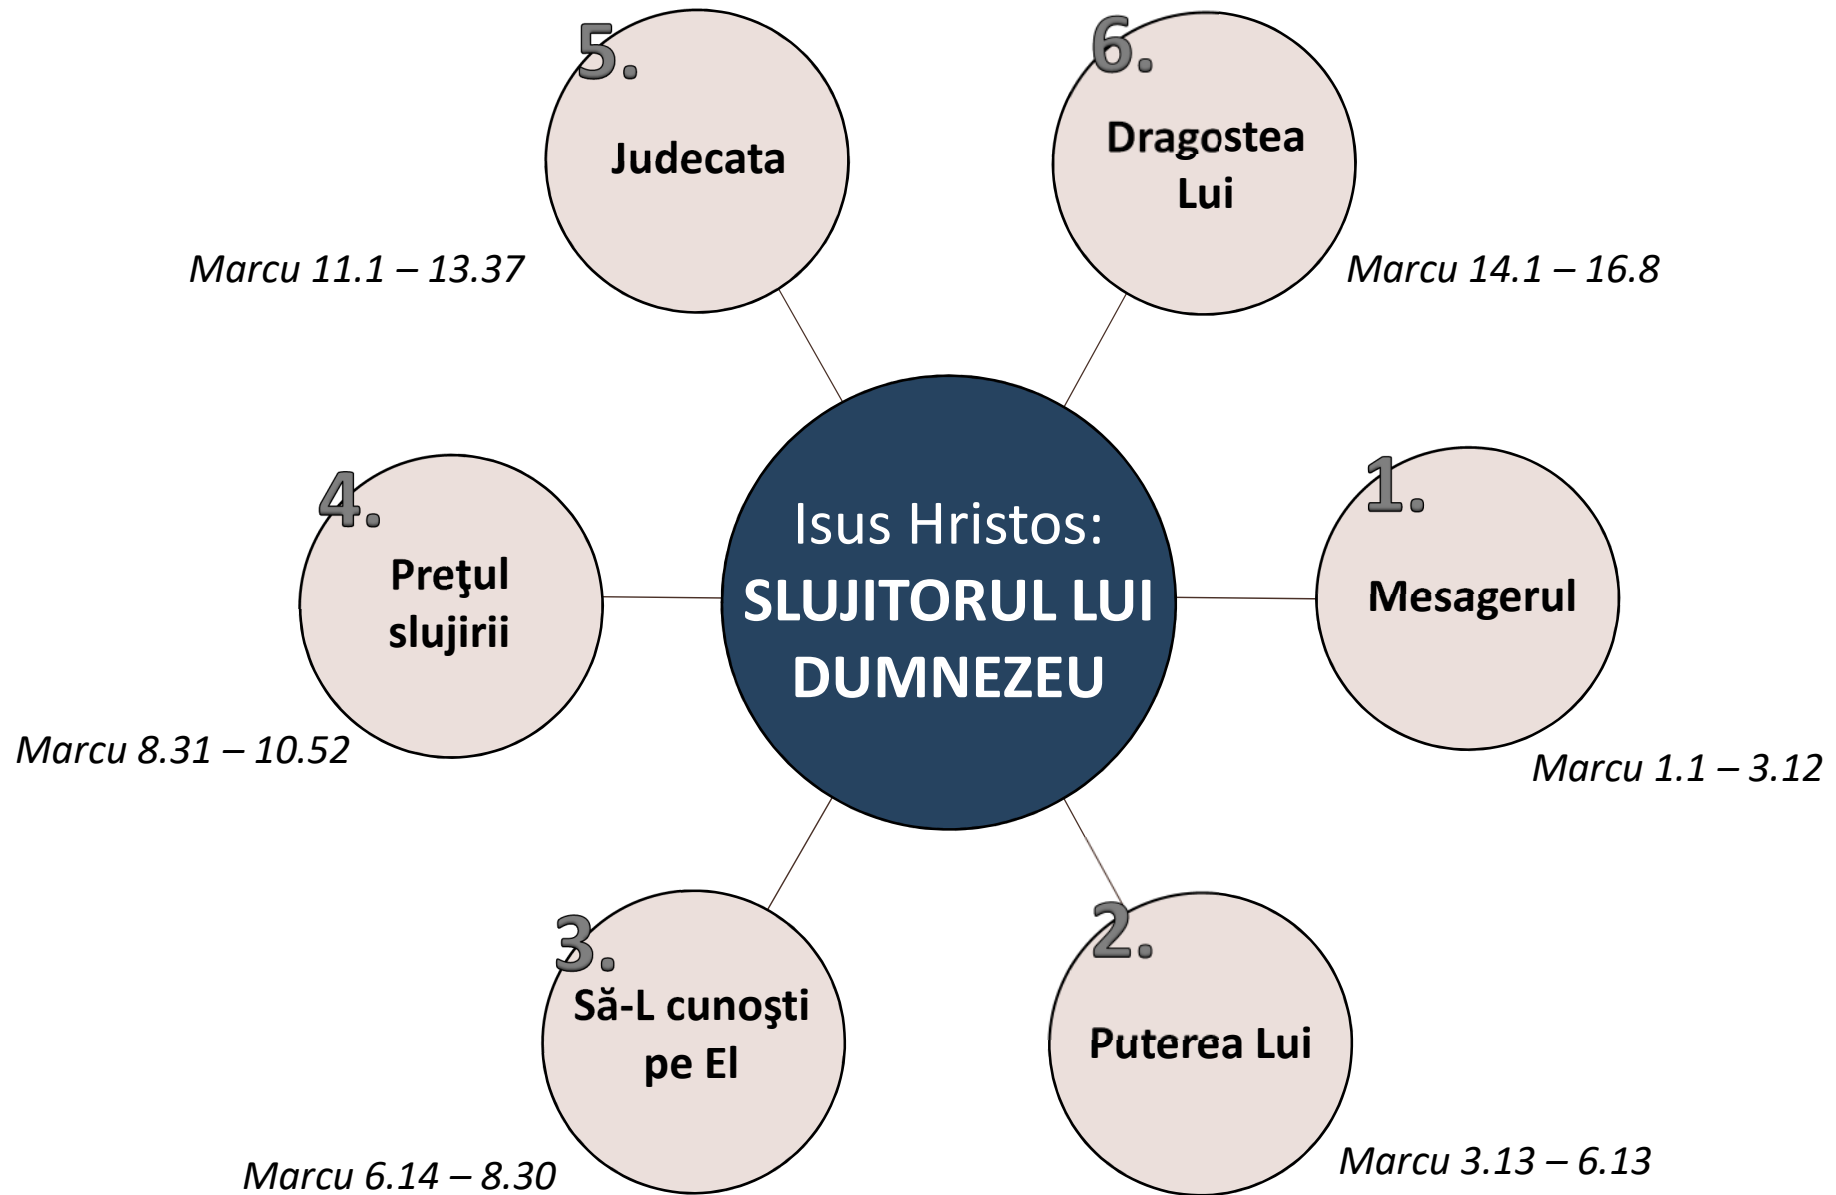 Isus Hristos:
SLUJITORUL LUI
DUMNEZEU
1.
Mesagerul
Marcu 1.1 – 3.12
2.
Puterea Lui
Marcu 3.13 – 6.13
3.
Să-L cunoşti
pe El
Marcu 6.14 – 8.30
4.
Preţul
slujirii
Marcu 8.31 – 10.52
5.
Judecata
Marcu 11.1 – 13.37
6.
Dragostea
Lui
Marcu 14.1 – 16.8